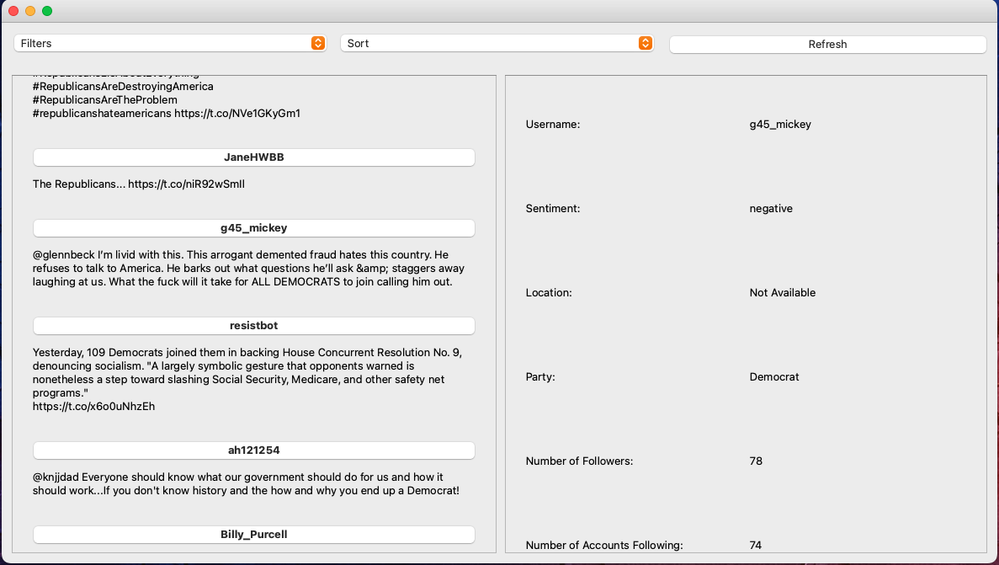 Filters
Sort
Refresh
#RepublicansAreDestroyingAmerica
#RepublicansAreTheProblem
#republicanshateamericans https://t.co/NVe1GKyGm1
JaneHWBB
The Republicans... https://t.co/niR92wSmIl
g45_mickey
@glennbeck I’m livid with this. This arrogant demented fraud hates this country. He
refuses to talk to America. He barks out what questions he’ll ask &amp; staggers away
laughing at us. What the fuck will it take for ALL DEMOCRATS to join calling him out.
resistbot
Yesterday, 109 Democrats joined them in backing House Concurrent Resolution No. 9,
denouncing socialism. "A largely symbolic gesture that opponents warned is
nonetheless a step toward slashing Social Security, Medicare, and other safety net
programs."
https://t.co/x6o0uNhzEh
ah121254
@knjjdad Everyone should know what our government should do for us and how it
should work...If you don't know history and the how and why you end up a Democrat!
Billy_Purcell
Username: g45_mickey
Sentiment: negative
Location: Not Available
Party: Democrat
Number of Followers: 78
Number of Accounts Following: 74